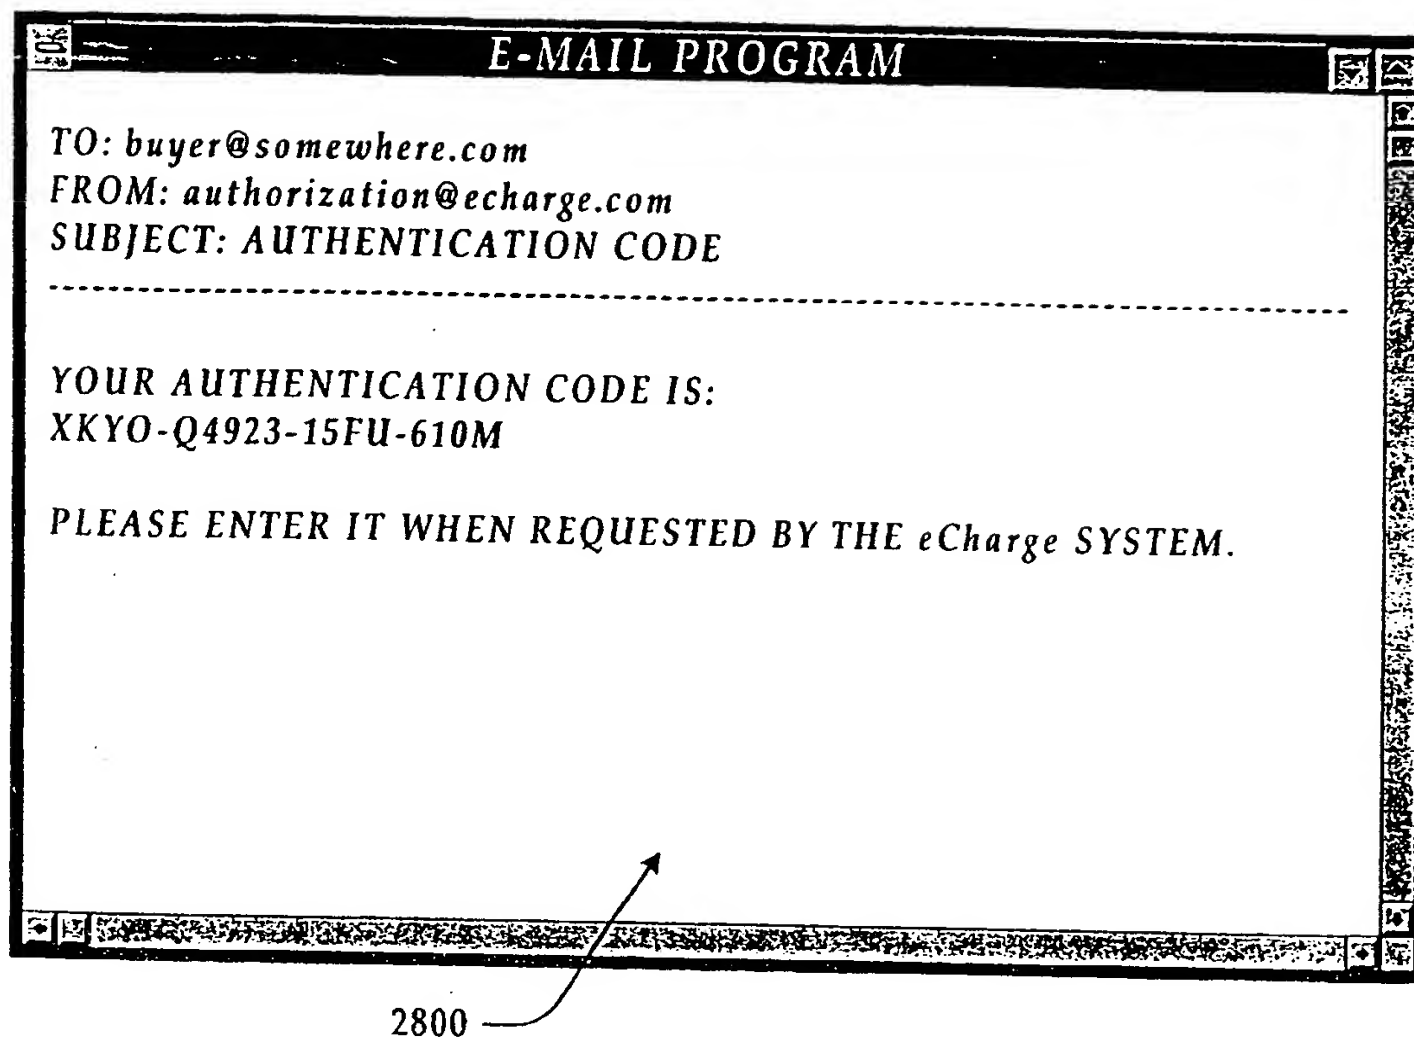 E-MAIL PROGRAM
TO: buyer@somewhere.com
FROM: authorization@echarge.com
SUBJECT: AUTHENTICATION CODE
YOUR AUTHENTICATION CODE IS:
XKYO-Q4923-15FU-610M
PLEASE ENTER IT WHEN REQUESTED BY THE eCharge SYSTEM.
2800